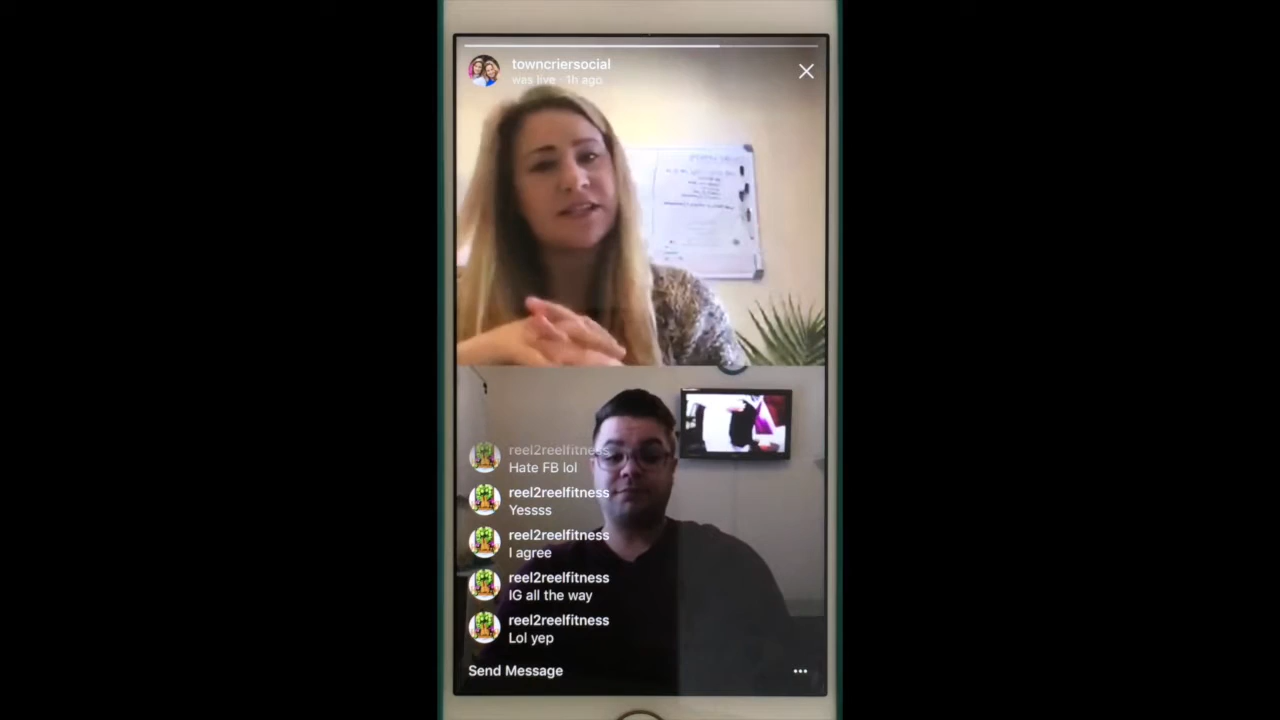 towncriersocial
was live · 1h ago
reel2reelfitness
Hate FB lol
reel2reelfitness
Yessss
reel2reelfitness
I agree
reel2reelfitness
IG all the way
reel2reelfitness
Lol yep
Send Message